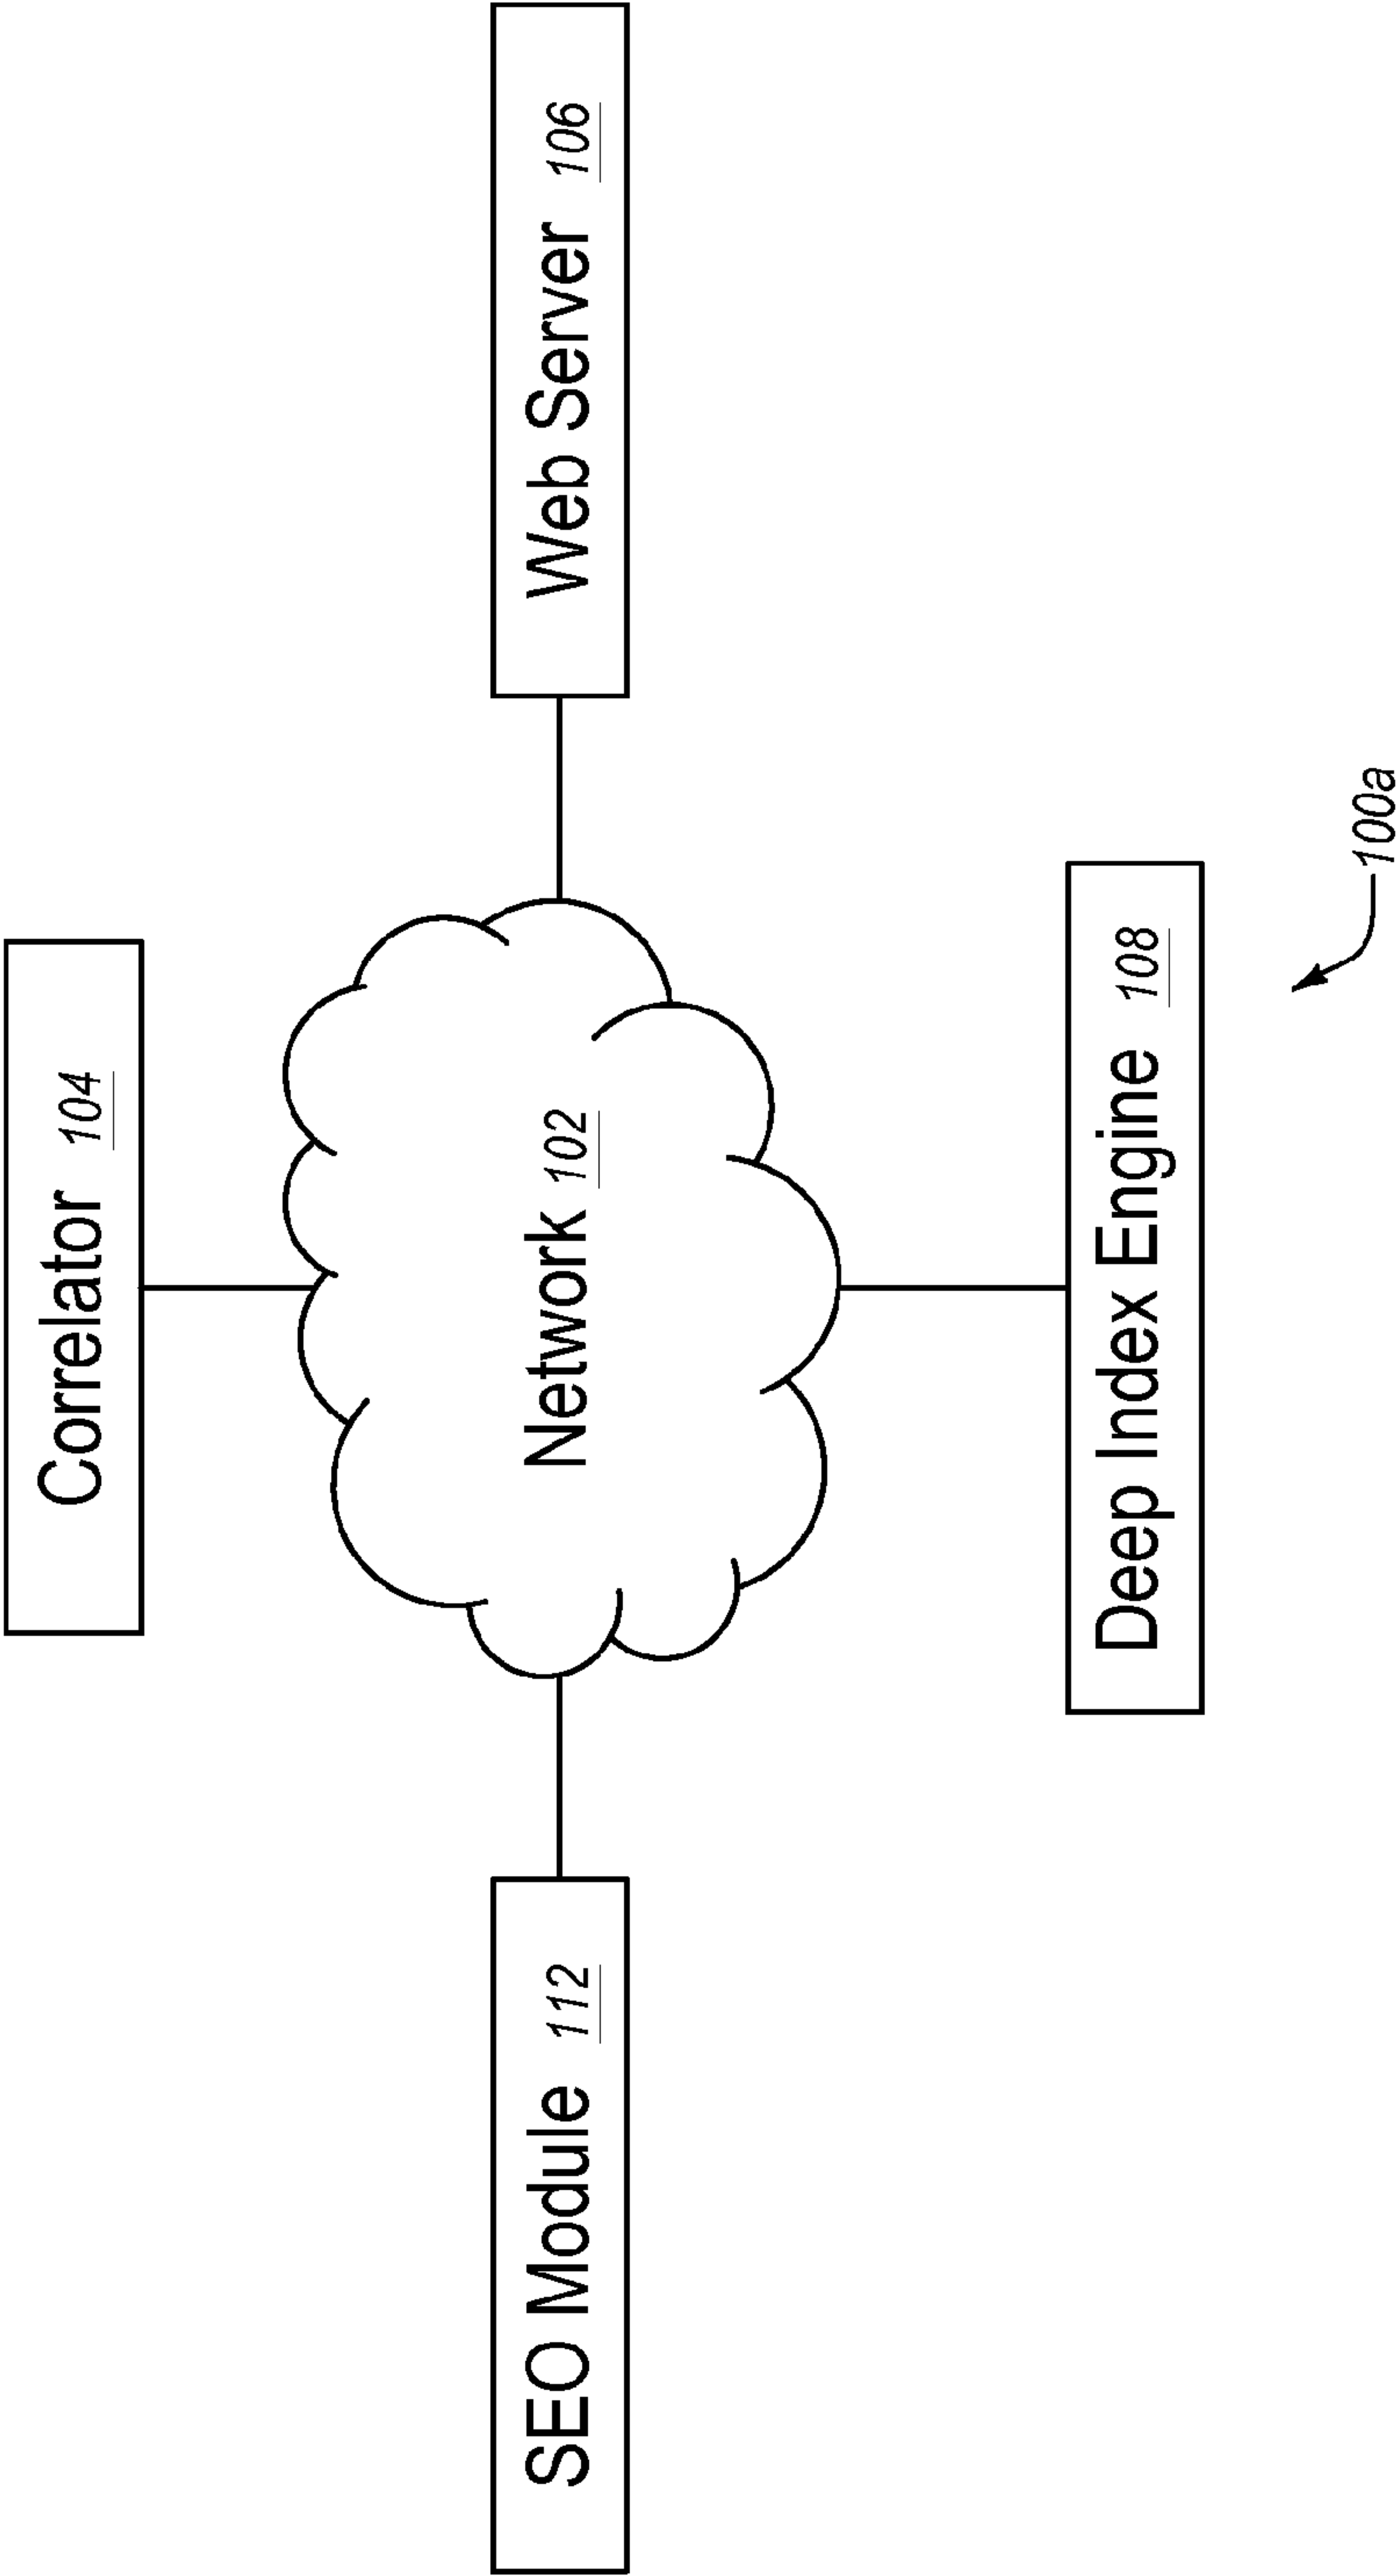 Correlator 104
SEO Module 112
Network 102
Web Server 106
Deep Index Engine 108
100a